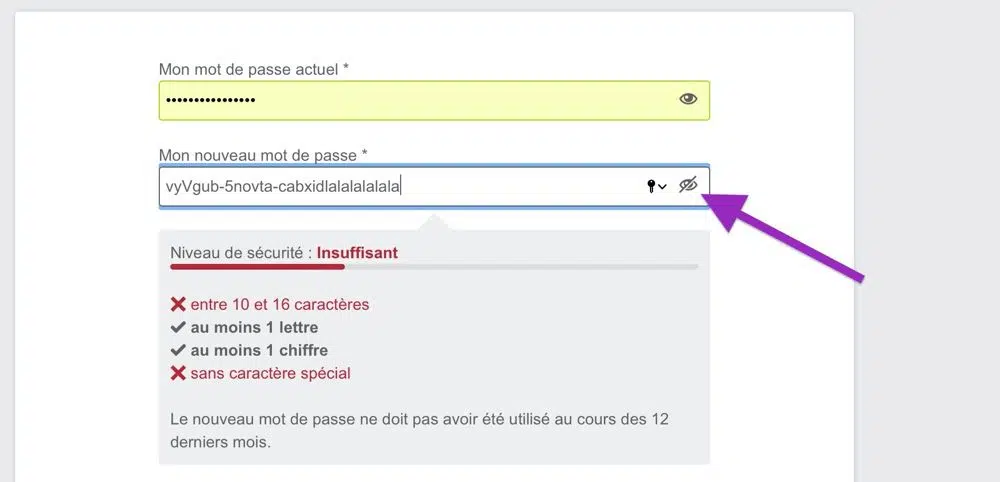 Mon mot de passe actuel *
••••••••••••••••
Mon nouveau mot de passe *
vyVgub-5novta-cabxidlalalalalala
Niveau de sécurité : Insuffisant
entre 10 et 16 caractères
au moins 1 lettre
au moins 1 chiffre
sans caractère spécial
Le nouveau mot de passe ne doit pas avoir été utilisé au cours des 12
derniers mois.